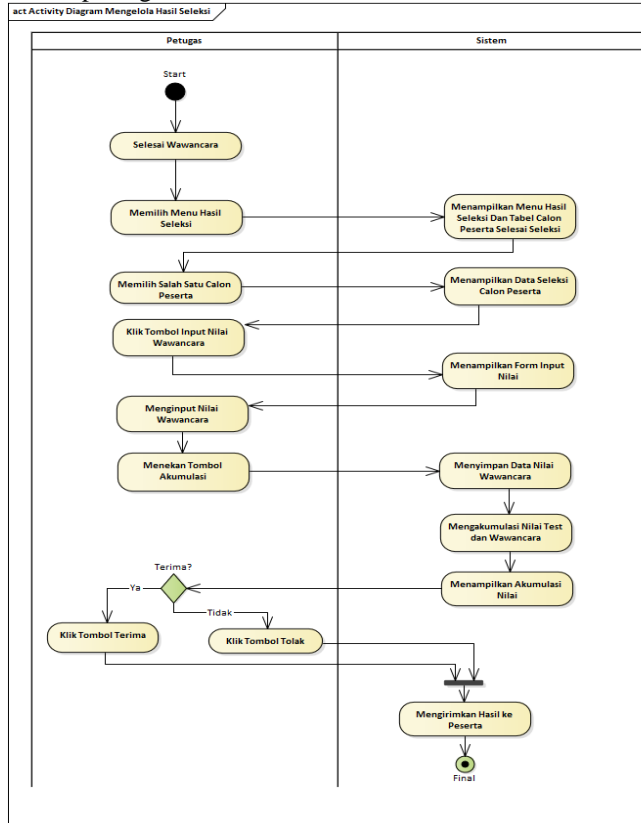 act Activity Diagram Mengelola Hasil Seleksi
Petugas
Sistem
Start
Selesai Wawancara
Memilih Menu Hasil
Seleksi
Menampilkan Menu Hasil
Seleksi Dan Tabel Calon
Peserta Selesai Seleksi
Memilih Salah Satu Calon
Peserta
Menampilkan Data Seleksi
Calon Peserta
Klik Tombol Input Nilai
Wawancara
Menampilkan Form Input
Nilai
Menginput Nilai
Wawancara
Menekan Tombol
Akumulasi
Menyimpan Data Nilai
Wawancara
Mengakumulasi Nilai Test
dan Wawancara
Menampilkan Akumulasi
Nilai
Terima?
Ya
Tidak
Klik Tombol Terima
Klik Tombol Tolak
Mengirimkan Hasil ke
Peserta
Final